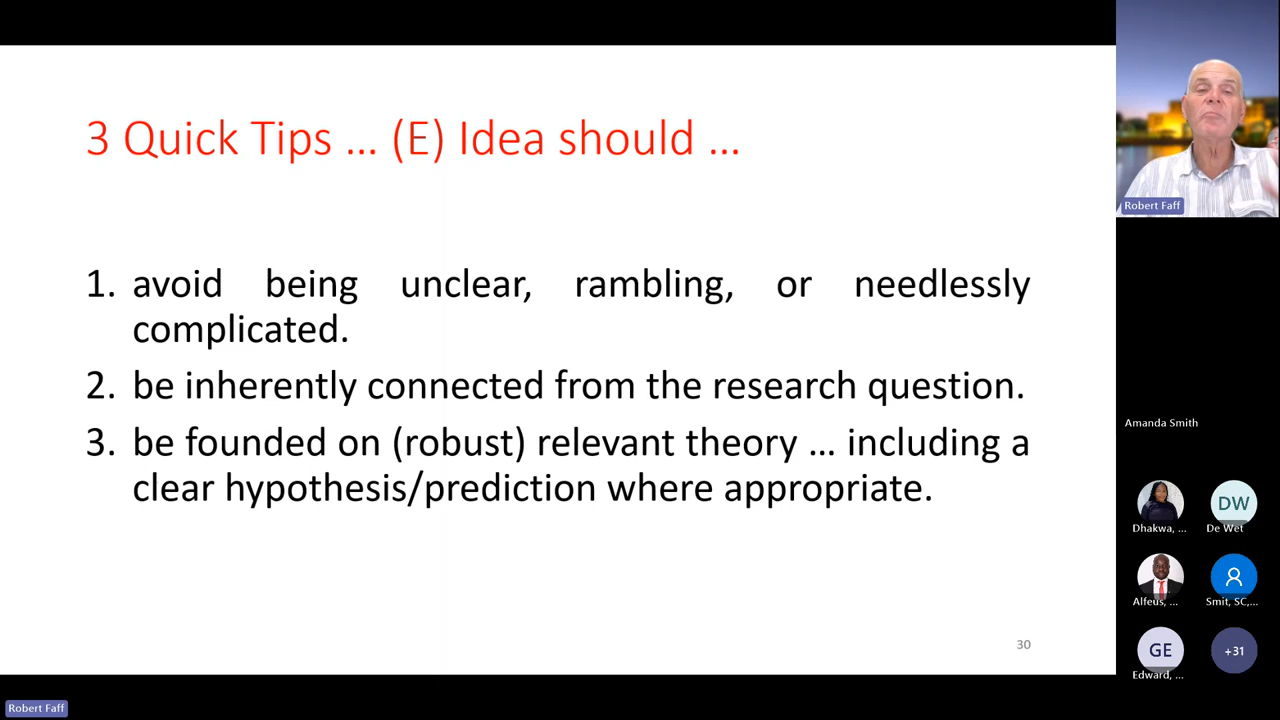 3 Quick Tips … (E) Idea should …
1. avoid being unclear, rambling, or needlessly
complicated.
2. be inherently connected from the research question.
3. be founded on (robust) relevant theory … including a
clear hypothesis/prediction where appropriate.
30
Robert Faff
Amanda Smith
Dhakwa, ...
DW
De Wet
Alfeus, ...
Smit, SC,...
GE
Edward, ...
+31
Robert Faff